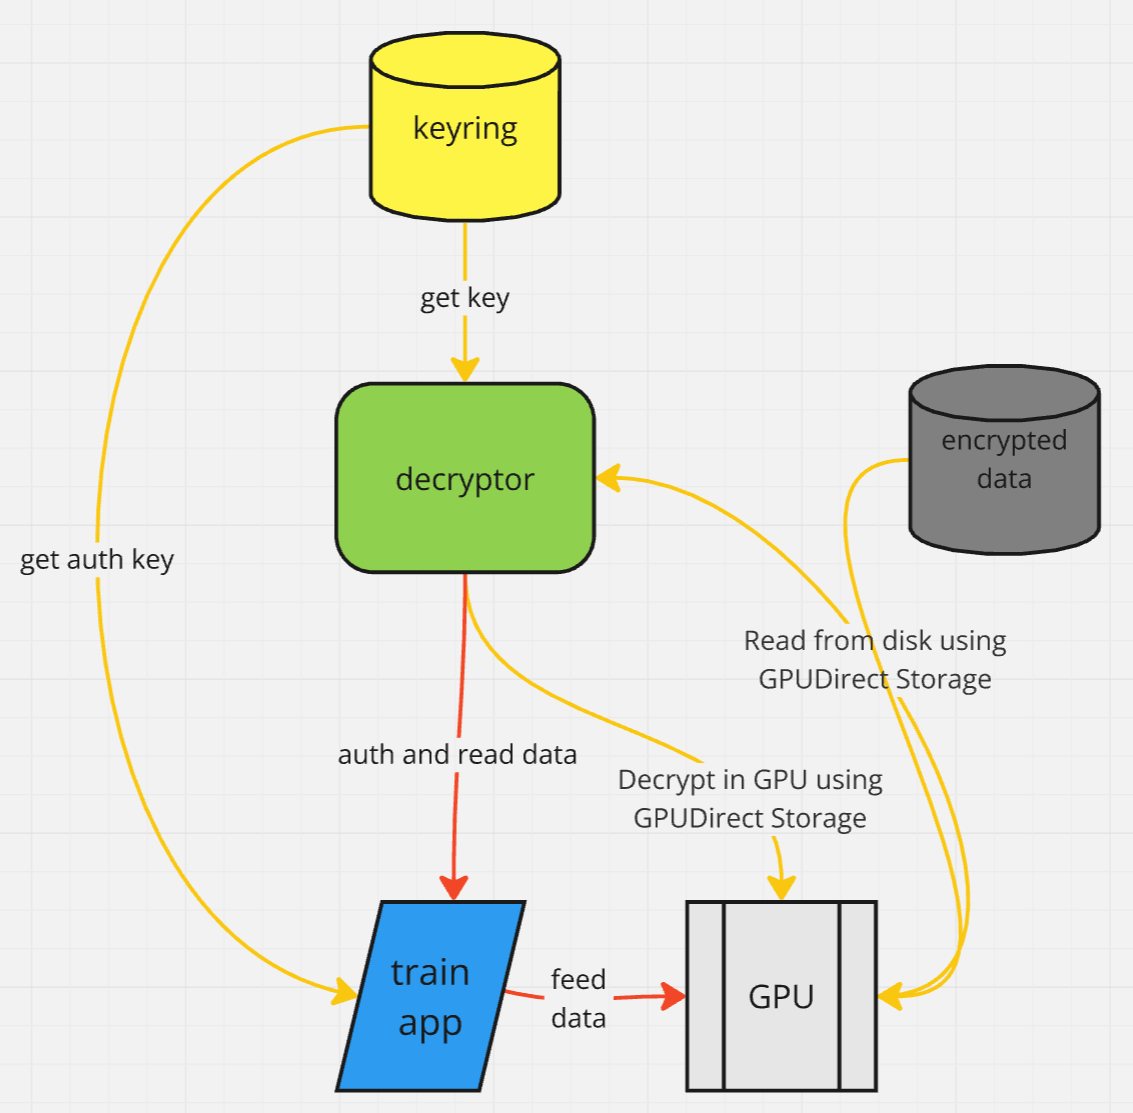 keyring
get key
encrypted
data
decryptor
get auth key
Read from disk using
GPUDirect Storage
auth and read data
Decrypt in GPU using
GPUDirect Storage
train
app
feed
data
GPU